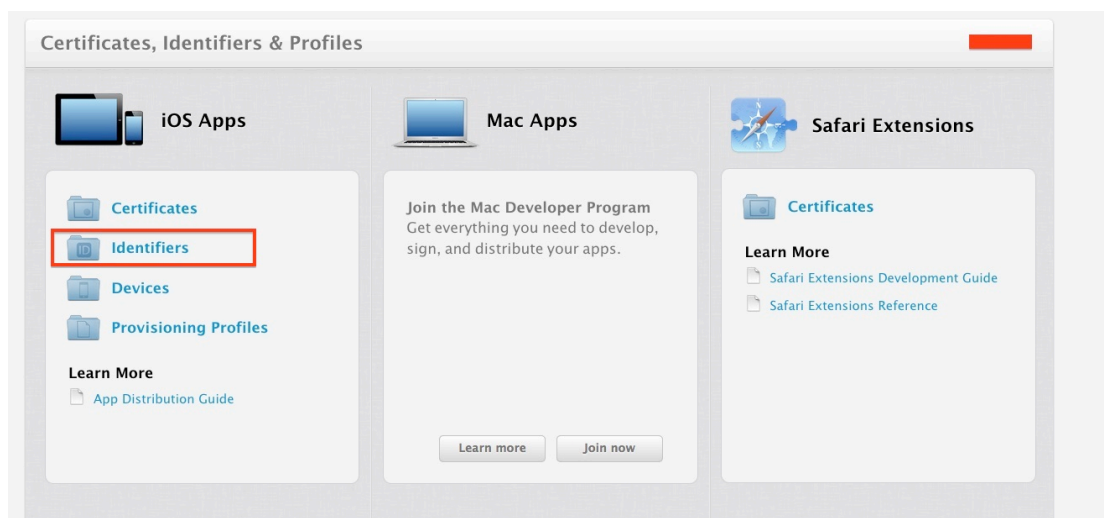 Certificates, Identifiers & Profiles
iOS Apps
Certificates
ID
Identifiers
Devices
Provisioning Profiles
Learn More
App Distribution Guide
Mac Apps
Join the Mac Developer Program
Get everything you need to develop,
sign, and distribute your apps.
Learn more
Join now
Safari Extensions
Certificates
Learn More
Safari Extensions Development Guide
Safari Extensions Reference